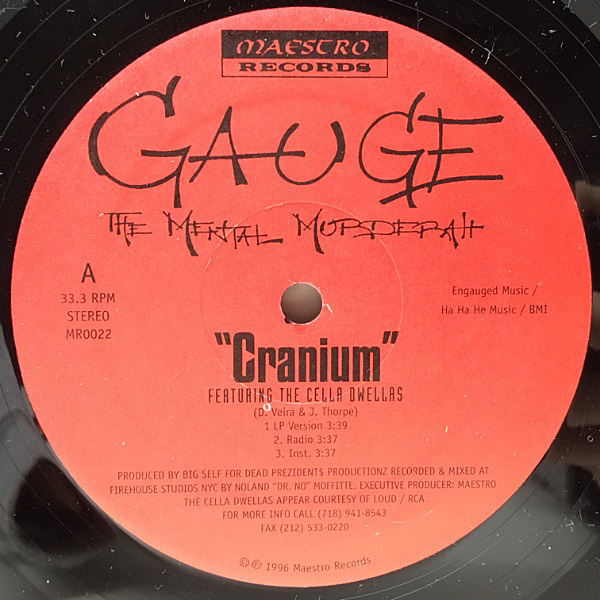 MAESTRO
RECORDS
GAUGE
THE MENTAL MURDERAH
A
33.3 RPM
STEREO
MR0022
Engauged Music /
Ha Ha He Music / BMI
"Cranium"
FEATURING THE CELLA DWELLAS
(D. Veira & J. Thorpe)
1 LP Version 3:39
2. Radio 3:37
3. Inst. 3:37
PRODUCED BY BIG SELF FOR DEAD PREZIDENTS PRODUCTIONZ RECORDED & MIXED AT
FIREHOUSE STUDIOS NYC BY NOLAND "DR. NO" MOFFITTE, EXECUTIVE PRODUCER: MAESTRO
THE CELLA DWELLAS APPEAR COURTESY OF LOUD / RCA
FOR MORE INFO CALL (718) 941-8543
FAX (212) 533-0220
© ℗ 1996 Maestro Records